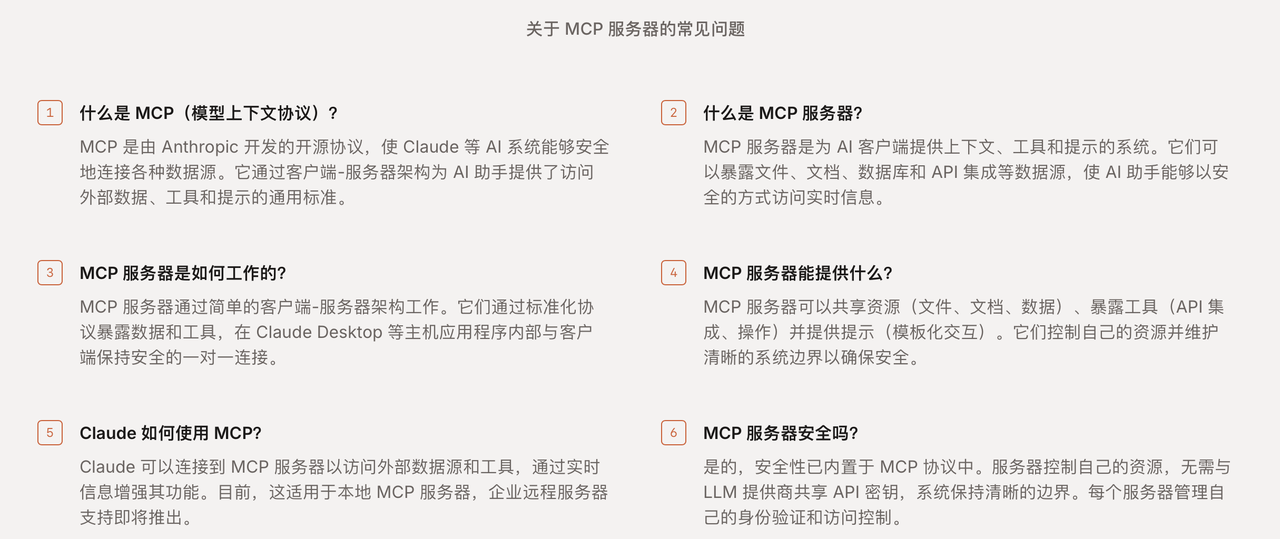 关于 MCP 服务器的常见问题
1
什么是 MCP（模型上下文协议）?
MCP 是由 Anthropic 开发的开源协议，使 Claude 等 AI 系统能够安全
地连接各种数据源。它通过客户端-服务器架构为 AI 助手提供了访问
外部数据、工具和提示的通用标准。
2
什么是 MCP 服务器?
MCP 服务器是为 AI 客户端提供上下文、工具和提示的系统。它们可
以暴露文件、文档、数据库和 API 集成等数据源，使 AI 助手能够以安
全的方式访问实时信息。
3
MCP 服务器是如何工作的?
MCP 服务器通过简单的客户端-服务器架构工作。它们通过标准化协
议暴露数据和工具，在 Claude Desktop 等主机应用程序内部与客户
端保持安全的一对一连接。
4
MCP 服务器能提供什么?
MCP 服务器可以共享资源（文件、文档、数据）、暴露工具（API 集
成、操作）并提供提示（模板化交互）。它们控制自己的资源并维护
清晰的系统边界以确保安全。
5
Claude 如何使用 MCP?
Claude 可以连接到 MCP 服务器以访问外部数据源和工具，通过实时
信息增强其功能。目前，这适用于本地 MCP 服务器，企业远程服务器
支持即将推出。
6
MCP 服务器安全吗?
是的，安全性已内置于 MCP 协议中。服务器控制自己的资源，无需与
LLM 提供商共享 API 密钥，系统保持清晰的边界。每个服务器管理自
己的身份验证和访问控制。